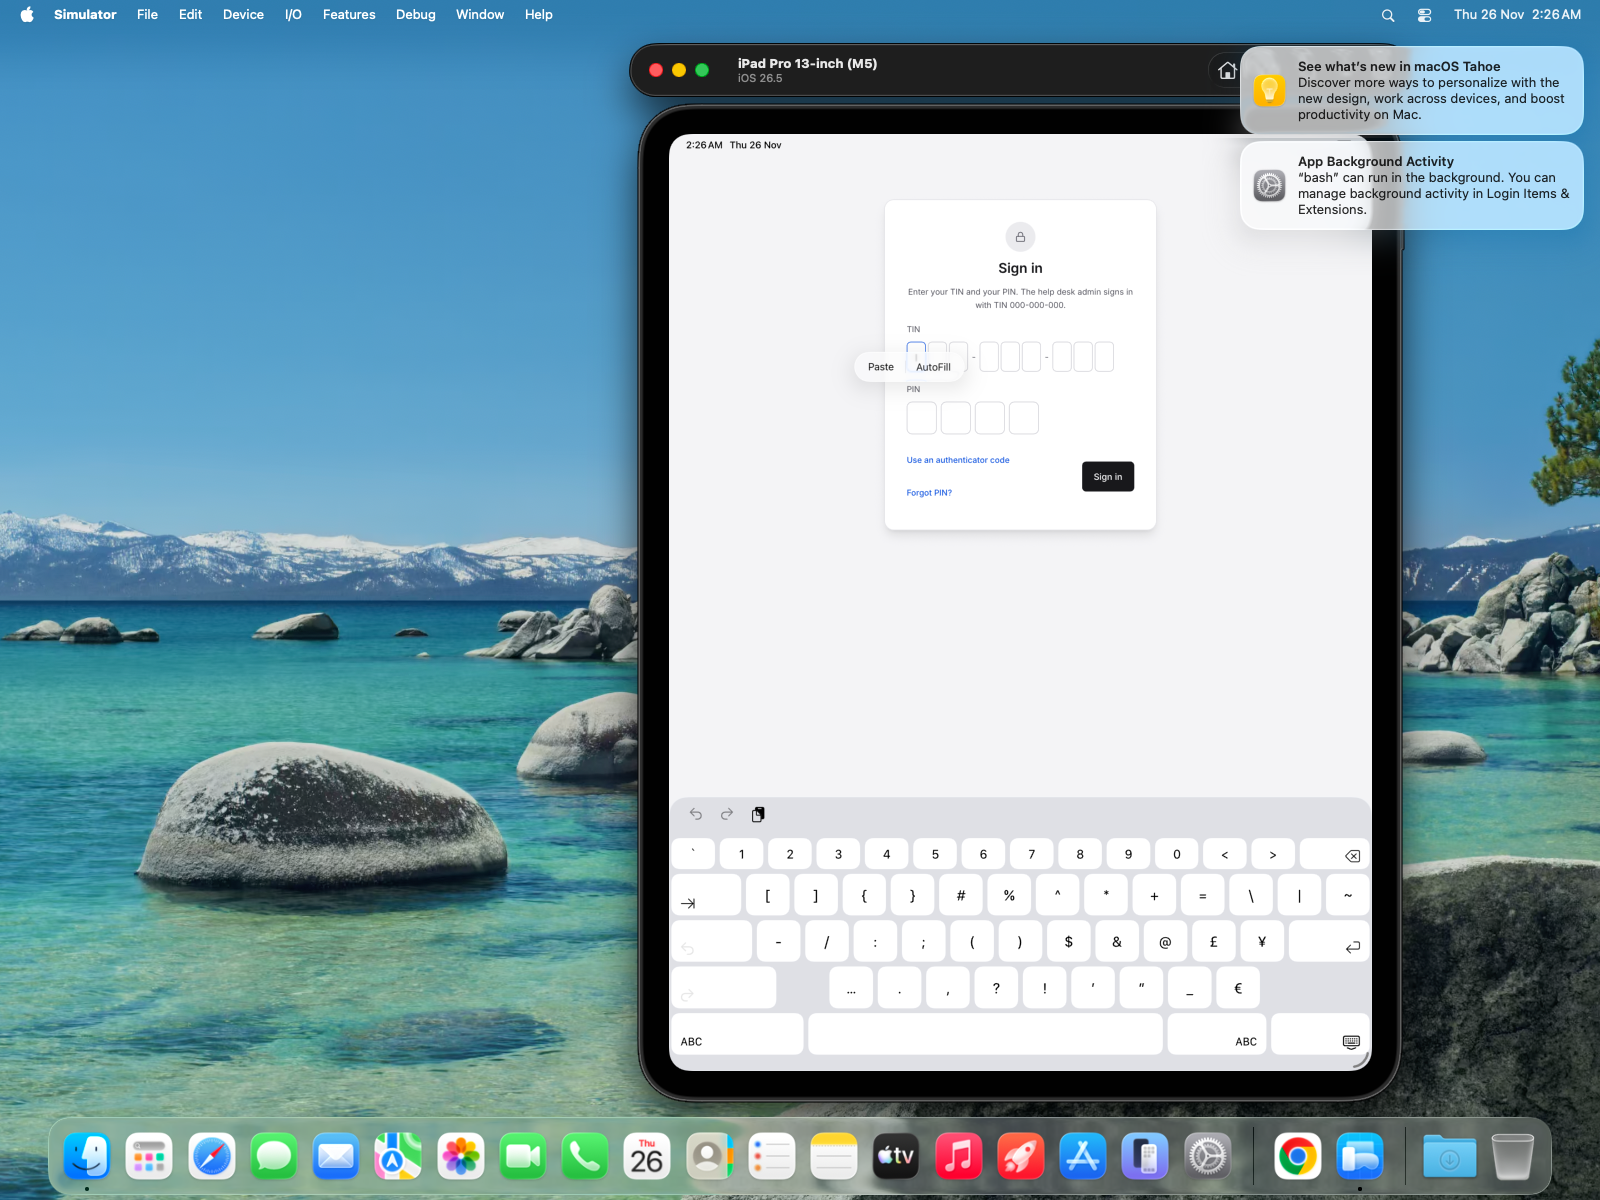 Simulator File Edit Device I/O Features Debug Window Help Thu 26 Nov 2:26 AM
iPad Pro 13-inch (M5)
iOS 26.5
See what's new in macOS Tahoe
Discover more ways to personalize with the
new design, work across devices, and boost
productivity on Mac.
App Background Activity
“bash” can run in the background. You can
manage background activity in Login Items &
Extensions.
2:26 AM Thu 26 Nov
Sign in
Enter your TIN and your PIN. The help desk admin signs in
with TIN 000-000-000.
TIN
- -
Paste AutoFill
PIN
Use an authenticator code
Sign in
Forgot PIN?
` 1 2 3 4 5 6 7 8 9 0 < >
[ ] { } # % ^ * + = \ | ~
- / : ; ( ) $ & @ £ ¥
... . , ? ! ' " _ €
ABC ABC
Thu
26
tv